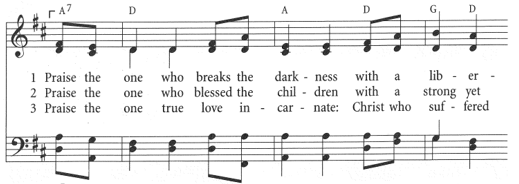 A7 D A D G D
1 Praise the one who breaks the dark - ness with a lib - er -
2 Praise the one who blessed the chil - dren with a strong yet
3 Praise the one true love in - car - nate: Christ who suf - fered